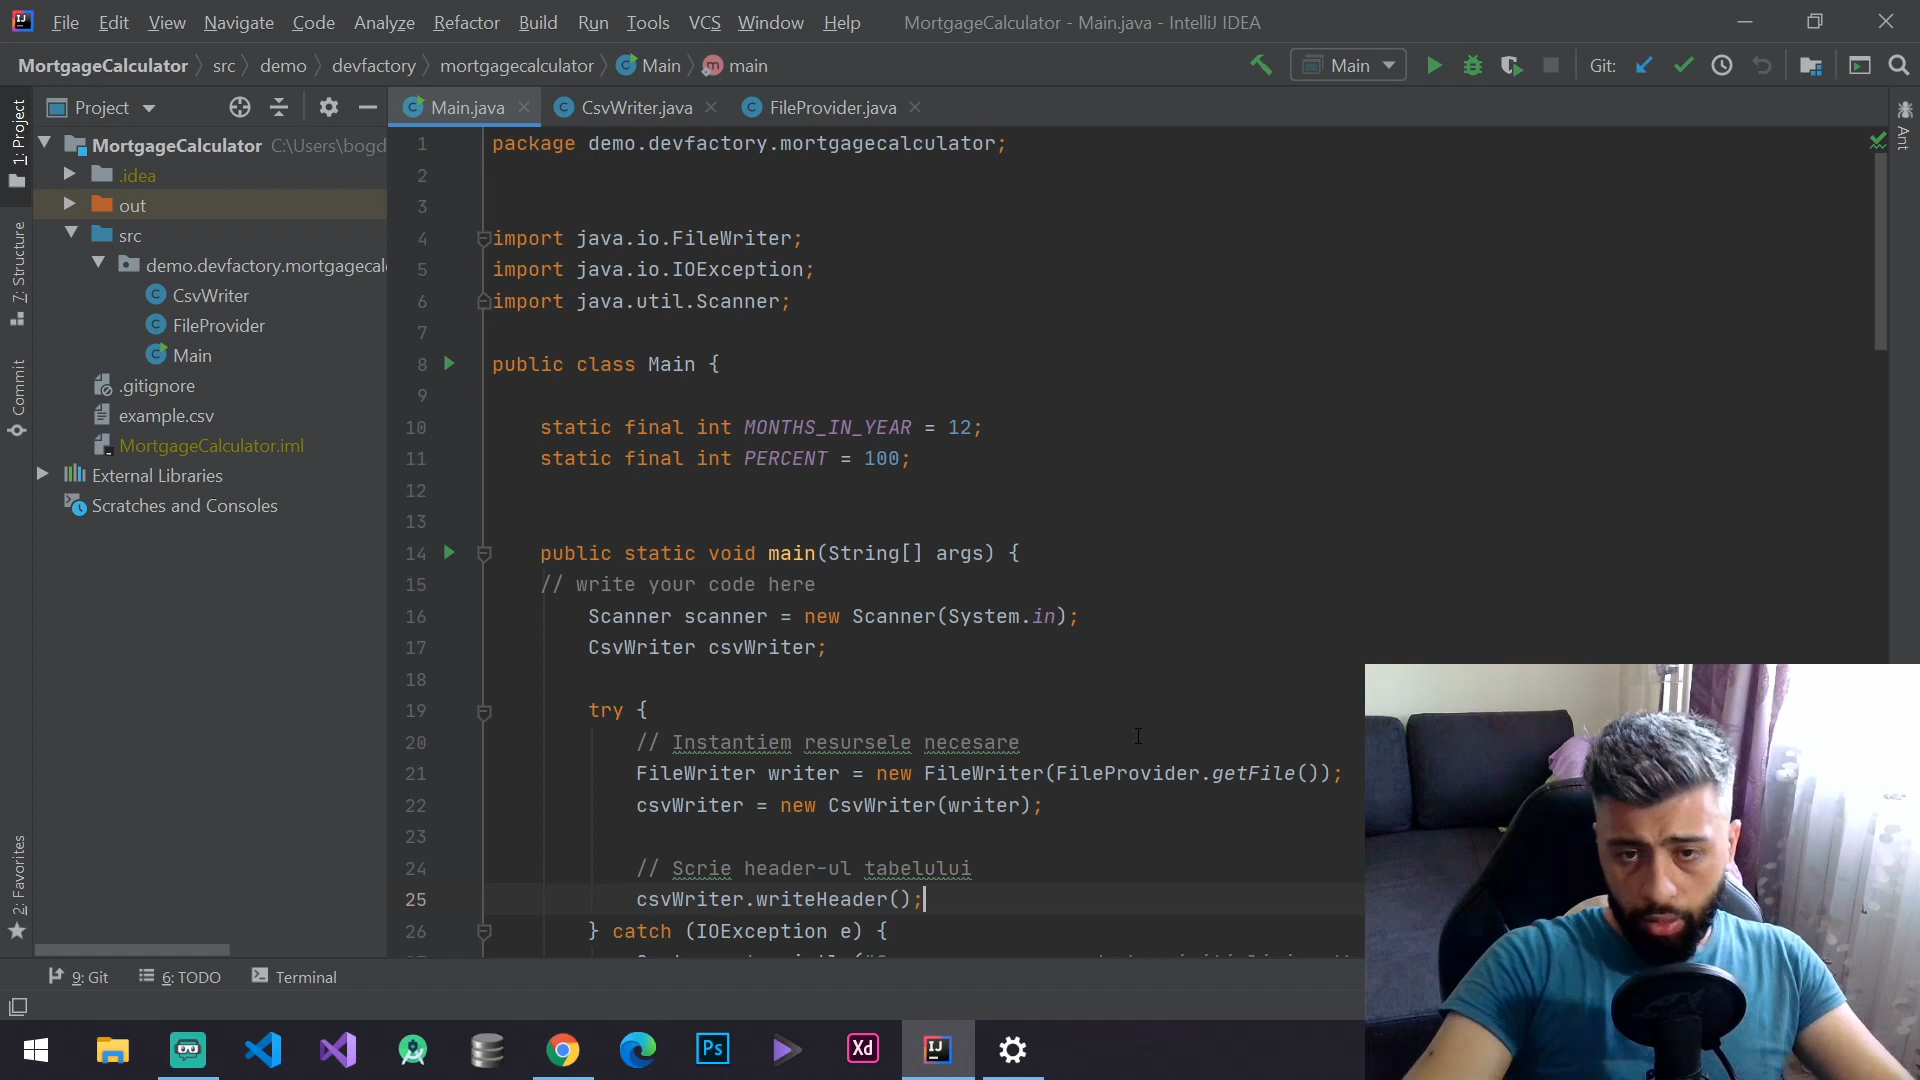 File Edit View Navigate Code Analyze Refactor Build Run Tools VCS Window Help MortgageCalculator - Main.java - IntelliJ IDEA
MortgageCalculator src demo devfactory mortgagecalculator Main main Main Git:
1: Project
7: Structure
Commit
2: Favorites
Ant
Project
MortgageCalculator C:\Users\bogd
.idea
out
src
demo.devfactory.mortgagecal
CsvWriter
FileProvider
Main
.gitignore
example.csv
MortgageCalculator.iml
External Libraries
Scratches and Consoles
Main.java CsvWriter.java FileProvider.java
1 package demo.devfactory.mortgagecalculator;
2
3
4 import java.io.FileWriter;
5 import java.io.IOException;
6 import java.util.Scanner;
7
8 public class Main {
9
10 static final int MONTHS_IN_YEAR = 12;
11 static final int PERCENT = 100;
12
13
14 public static void main(String[] args) {
15 // write your code here
16 Scanner scanner = new Scanner(System.in);
17 CsvWriter csvWriter;
18
19 try {
20 // Instantiem resursele necesare
21 FileWriter writer = new FileWriter(FileProvider.getFile());
22 csvWriter = new CsvWriter(writer);
23
24 // Scrie header-ul tabelului
25 csvWriter.writeHeader();
26 } catch (IOException e) {
9: Git 6: TODO Terminal
Ps Xd IJ